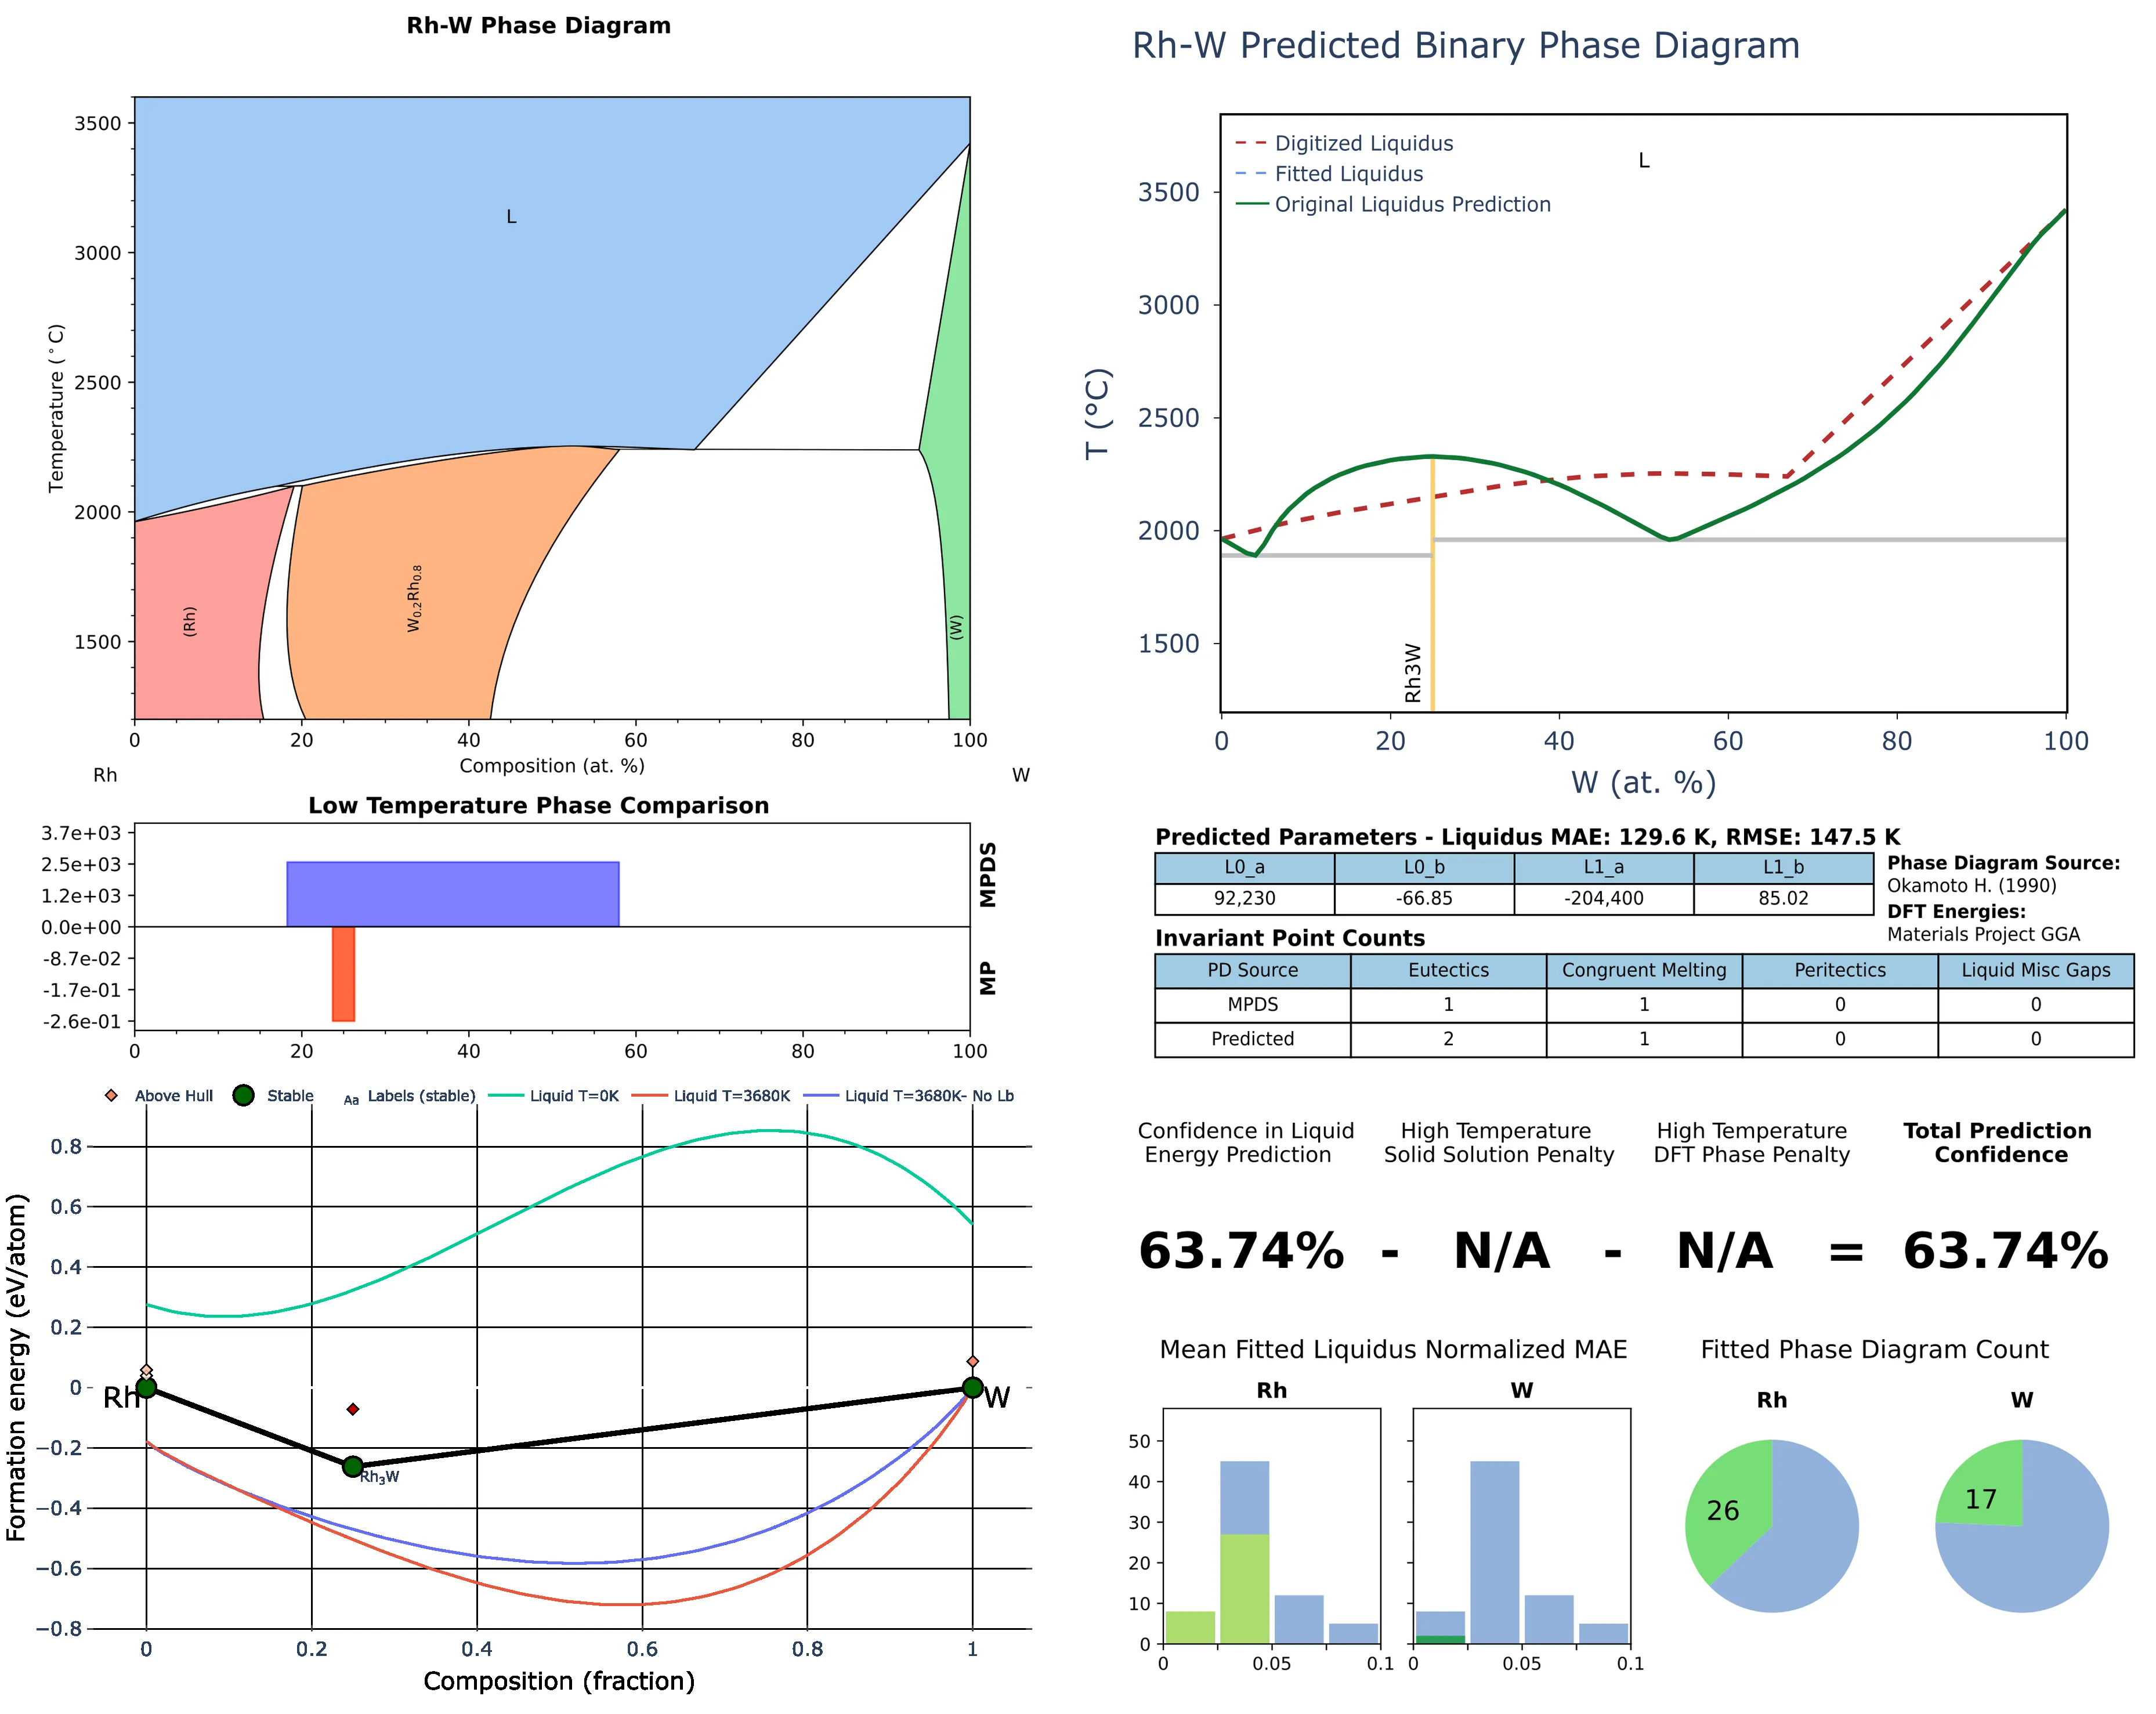 Rh-W Phase Diagram
3500
3000
2500
2000
1500
Temperature (°C)
L
(Rh)
W0.2Rh0.8
(W)
0 20 40 60 80 100
Rh Composition (at. %) W
Low Temperature Phase Comparison
3.7e+03
2.5e+03
1.2e+03
0.0e+00
-8.7e-02
-1.7e-01
-2.6e-01
MPDS
MP
0 20 40 60 80 100
Above Hull Stable Aa Labels (stable) Liquid T=0K Liquid T=3680K Liquid T=3680K- No Lb
0.8
0.6
0.4
0.2
0
−0.2
−0.4
−0.6
−0.8
Formation energy (eV/atom)
Rh
Rh3W
W
0 0.2 0.4 0.6 0.8 1
Composition (fraction)
Rh-W Predicted Binary Phase Diagram
Digitized Liquidus
Fitted Liquidus
Original Liquidus Prediction
L
3500
3000
2500
2000
1500
T (°C)
Rh3W
0 20 40 60 80 100
W (at. %)
Predicted Parameters - Liquidus MAE: 129.6 K, RMSE: 147.5 K
L0_a L0_b L1_a L1_b
92,230 -66.85 -204,400 85.02
Phase Diagram Source:
Okamoto H. (1990)
DFT Energies:
Materials Project GGA
Invariant Point Counts
PD Source Eutectics Congruent Melting Peritectics Liquid Misc Gaps
MPDS 1 1 0 0
Predicted 2 1 0 0
Confidence in Liquid
Energy Prediction
High Temperature
Solid Solution Penalty
High Temperature
DFT Phase Penalty
Total Prediction
Confidence
63.74% - N/A - N/A = 63.74%
Mean Fitted Liquidus Normalized MAE
Rh W
50
40
30
20
10
0
0 0.05 0.1
0 0.05 0.1
Fitted Phase Diagram Count
Rh W
26 17